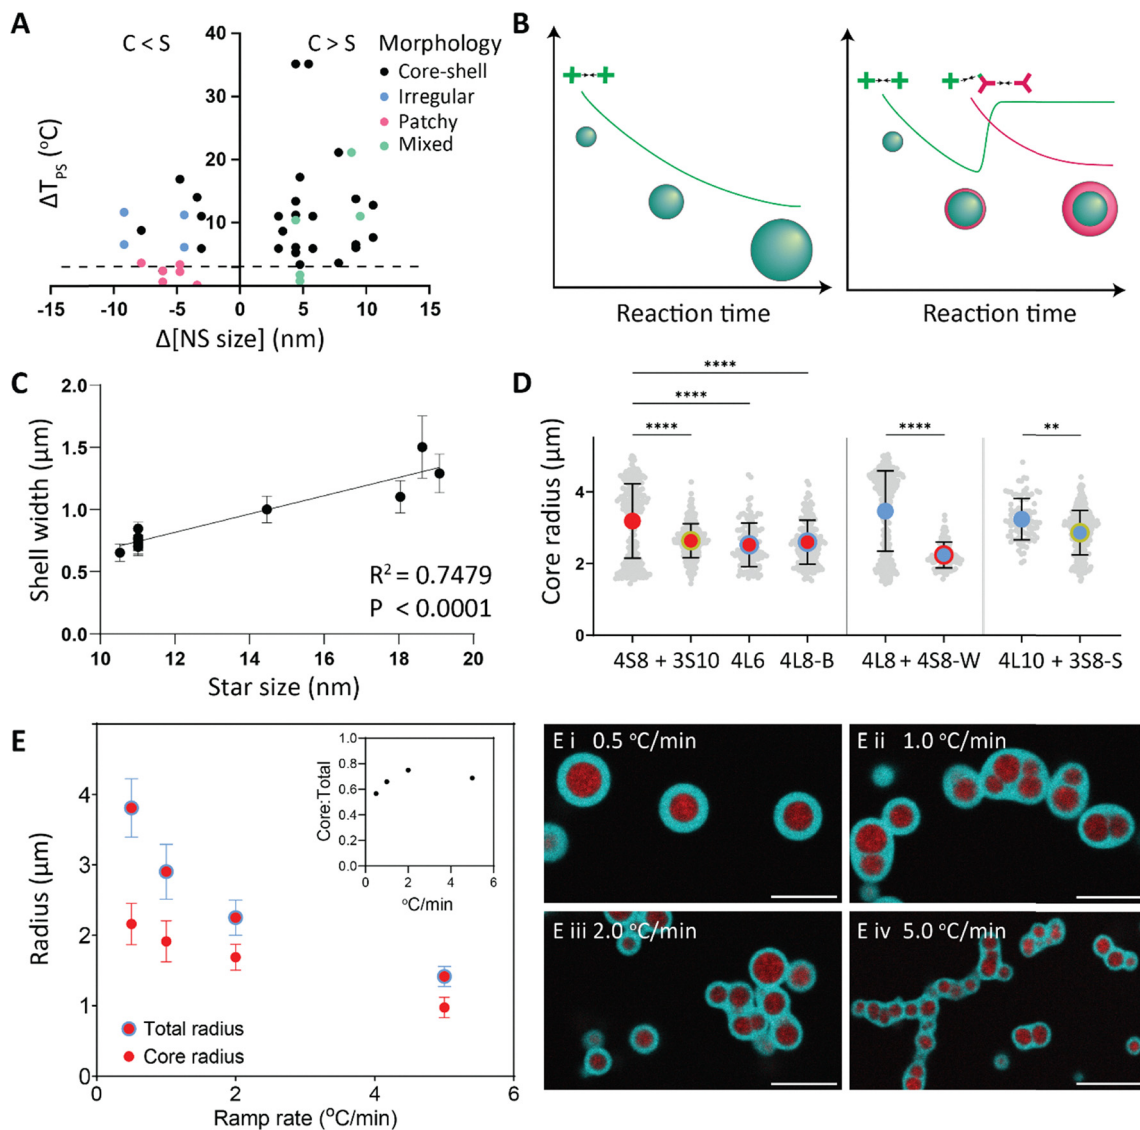 A
C < S
C > S
Morphology
Core-shell
Irregular
Patchy
Mixed
ΔT_PS (°C)
40
30
20
10
-15
-10
-5
0
5
10
15
Δ[NS size] (nm)
B
Reaction time
Reaction time
C
Shell width (μm)
2.0
1.5
1.0
0.5
0.0
R² = 0.7479
P < 0.0001
10
12
14
16
18
20
Star size (nm)
D
Core radius (μm)
****
****
****
****
**
4
2
0
4S8 + 3S10 4L6 4L8-B
4L8 + 4S8-W
4L10 + 3S8-S
E
Radius (μm)
4
3
2
1
0
Total radius
Core radius
0
2
4
6
Ramp rate (°C/min)
Core:Total
1.0
0.8
0.6
0.4
0.2
0.0
0
2
4
6
°C/min
E i 0.5 °C/min
E ii 1.0 °C/min
E iii 2.0 °C/min
E iv 5.0 °C/min